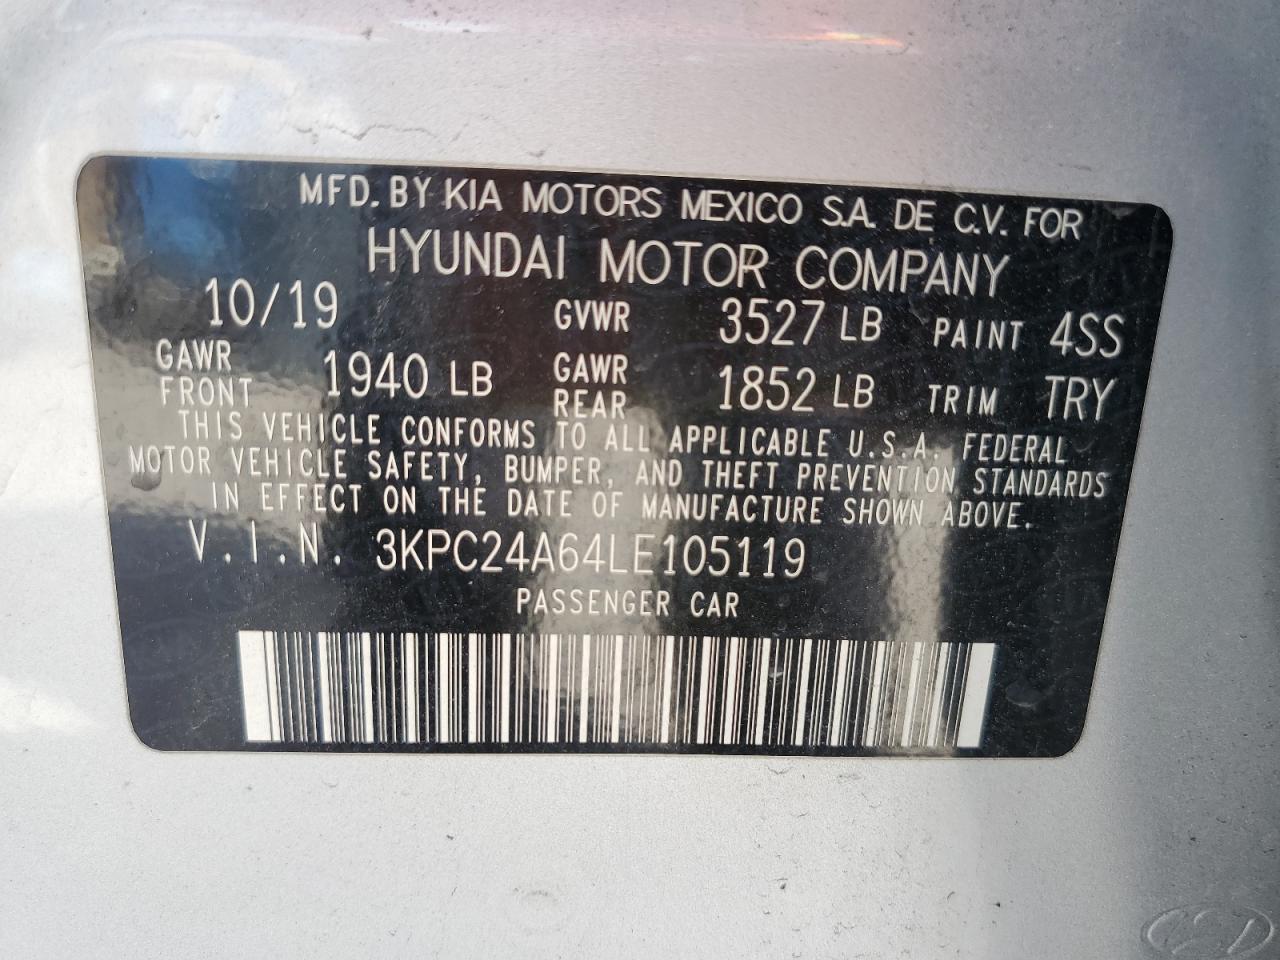 MFD. BY KIA MOTORS MEXICO S.A. DE C.V. FOR
HYUNDAI MOTOR COMPANY
10/19 GVWR 3527 LB PAINT 4SS
GAWR FRONT 1940 LB GAWR REAR 1852 LB TRIM TRY
THIS VEHICLE CONFORMS TO ALL APPLICABLE U.S.A. FEDERAL
MOTOR VEHICLE SAFETY, BUMPER, AND THEFT PREVENTION STANDARDS
IN EFFECT ON THE DATE OF MANUFACTURE SHOWN ABOVE.
V.I.N. 3KPC24A64LE105119
PASSENGER CAR